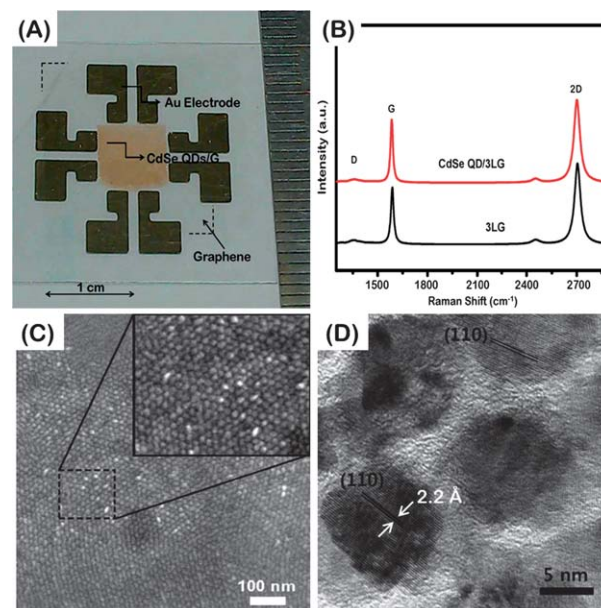 (A)
Au Electrode
CdSe QDs/G
Graphene
1 cm
(B)
Intensity (a.u.)
2D
G
D
CdSe QD/3LG
3LG
1500 1800 2100 2400 2700
Raman Shift (cm⁻¹)
(C)
100 nm
(D)
(110)
(110)
2.2 Å
5 nm